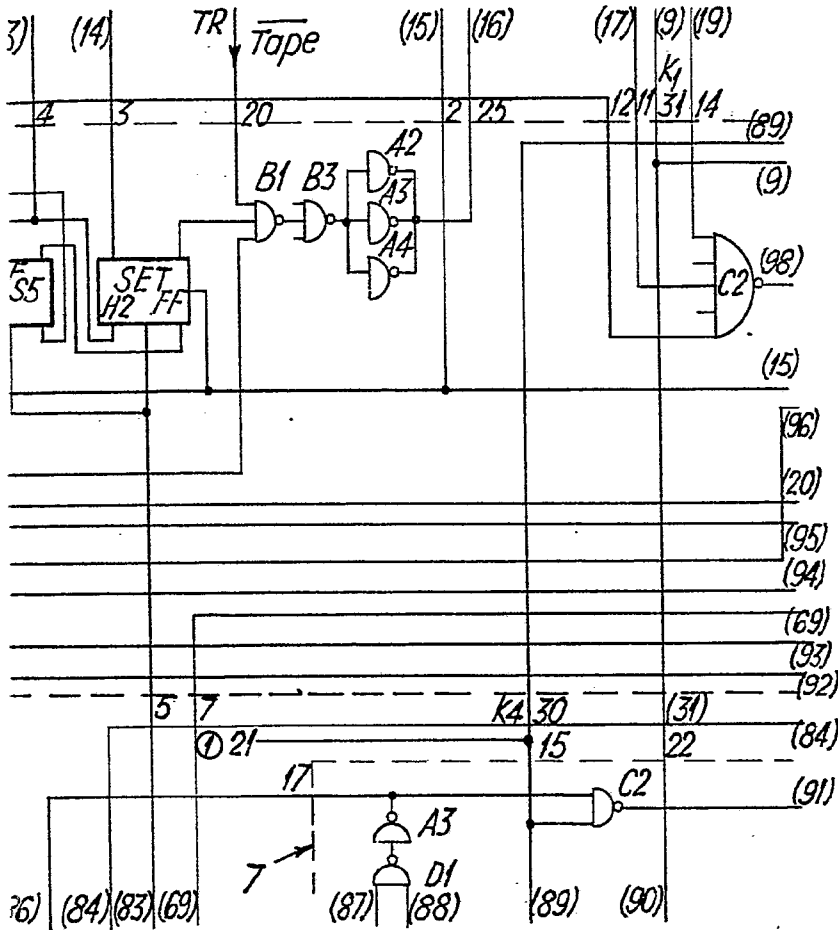 3) (14) TR T̅a̅p̅e̅ (15) (16) (17) (9) (19)
K1
4 3 20 2 25 12 11 31 14
(89)
A2
(9)
B1 B3
A3
A4
(98)
SET C2
S5 H2 FF
(15)
(96)
(20)
(95)
(94)
(69)
(93)
(92)
5 7 K4 30 (31)
(84)
1 21 15 22
17 C2
(91)
A3
7 D1
86) (84) (83) (69) (87) (88) (89) (90)